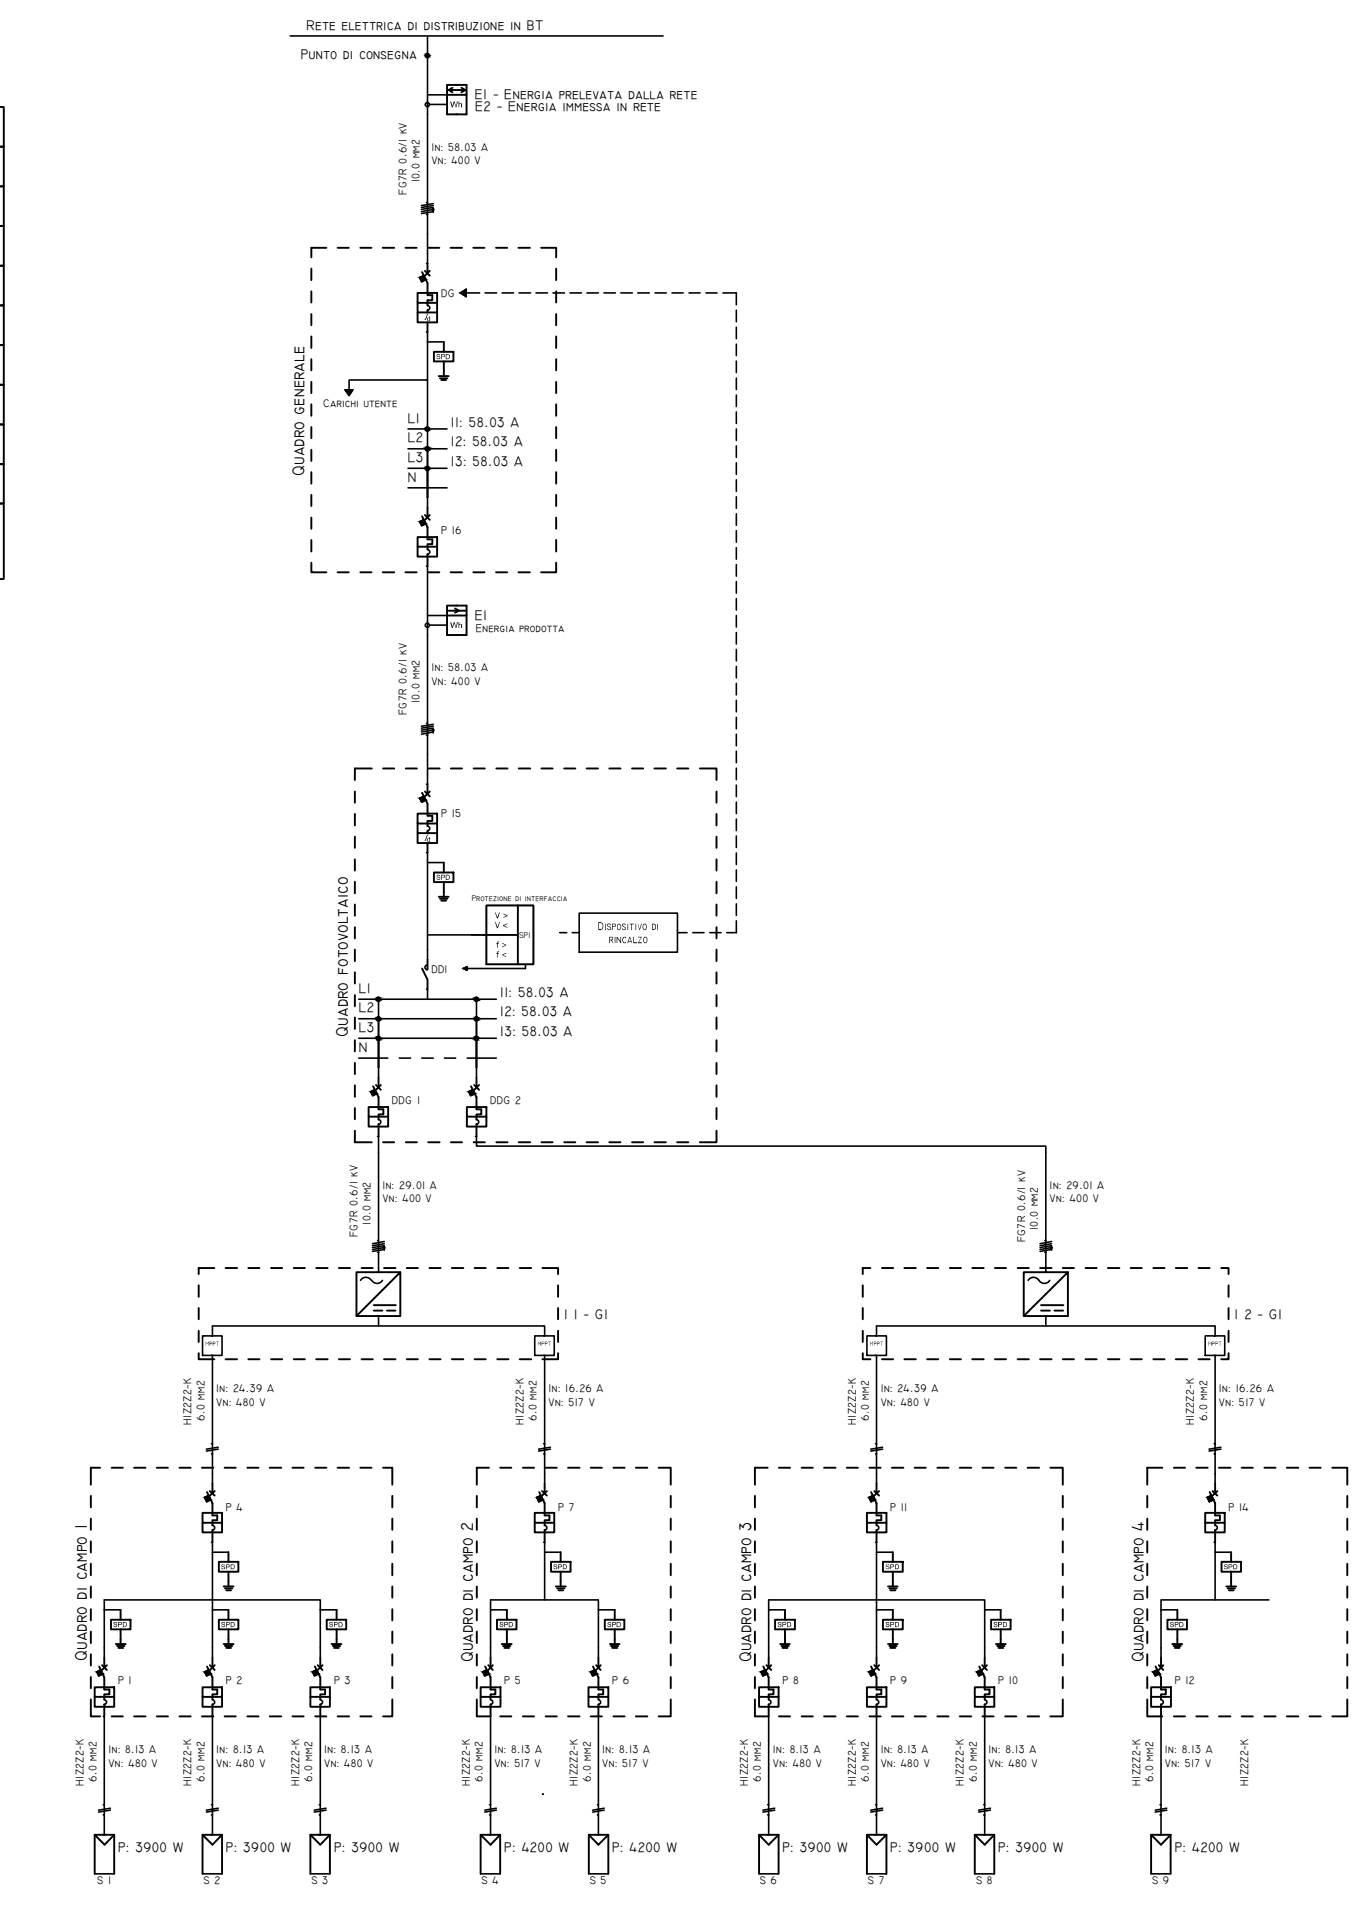 RETE ELETTRICA DI DISTRIBUZIONE IN BT
PUNTO DI CONSEGNA
E1 - ENERGIA PRELEVATA DALLA RETE
Wh
E2 - ENERGIA IMMESSA IN RETE
FG7R 0.6/1 KV
10.0 MM2
IN: 58.03 A
VN: 400 V
QUADRO GENERALE
DG
SPD
CARICHI UTENTE
L1
I1: 58.03 A
L2
I2: 58.03 A
L3
I3: 58.03 A
N
P 16
E1
Wh
ENERGIA PRODOTTA
FG7R 0.6/1 KV
10.0 MM2
IN: 58.03 A
VN: 400 V
QUADRO FOTOVOLTAICO
P 15
SPD
PROTEZIONE DI INTERFACCIA
V >
V <
SPI
f >
f <
DISPOSITIVO DI
RINCALZO
DDI
L1
I1: 58.03 A
L2
I2: 58.03 A
L3
I3: 58.03 A
N
DDG 1
DDG 2
FG7R 0.6/1 KV
10.0 MM2
IN: 29.01 A
VN: 400 V
FG7R 0.6/1 KV
10.0 MM2
IN: 29.01 A
VN: 400 V
I 1 - G1
MPPT
MPPT
I 2 - G1
MPPT
MPPT
H1Z2Z2-K
6.0 MM2
IN: 24.39 A
VN: 480 V
H1Z2Z2-K
6.0 MM2
IN: 16.26 A
VN: 517 V
H1Z2Z2-K
6.0 MM2
IN: 24.39 A
VN: 480 V
H1Z2Z2-K
6.0 MM2
IN: 16.26 A
VN: 517 V
QUADRO DI CAMPO 1
P 4
SPD
SPD
SPD
SPD
P 1
P 2
P 3
QUADRO DI CAMPO 2
P 7
SPD
SPD
SPD
P 5
P 6
QUADRO DI CAMPO 3
P 11
SPD
SPD
SPD
SPD
P 8
P 9
P 10
QUADRO DI CAMPO 4
P 14
SPD
SPD
P 12
H1Z2Z2-K
6.0 MM2
IN: 8.13 A
VN: 480 V
H1Z2Z2-K
6.0 MM2
IN: 8.13 A
VN: 480 V
H1Z2Z2-K
6.0 MM2
IN: 8.13 A
VN: 480 V
H1Z2Z2-K
6.0 MM2
IN: 8.13 A
VN: 517 V
H1Z2Z2-K
6.0 MM2
IN: 8.13 A
VN: 517 V
H1Z2Z2-K
6.0 MM2
IN: 8.13 A
VN: 480 V
H1Z2Z2-K
6.0 MM2
IN: 8.13 A
VN: 480 V
H1Z2Z2-K
6.0 MM2
IN: 8.13 A
VN: 480 V
H1Z2Z2-K
6.0 MM2
IN: 8.13 A
VN: 517 V
H1Z2Z2-K
P: 3900 W
S 1
P: 3900 W
S 2
P: 3900 W
S 3
P: 4200 W
S 4
P: 4200 W
S 5
P: 3900 W
S 6
P: 3900 W
S 7
P: 3900 W
S 8
P: 4200 W
S 9